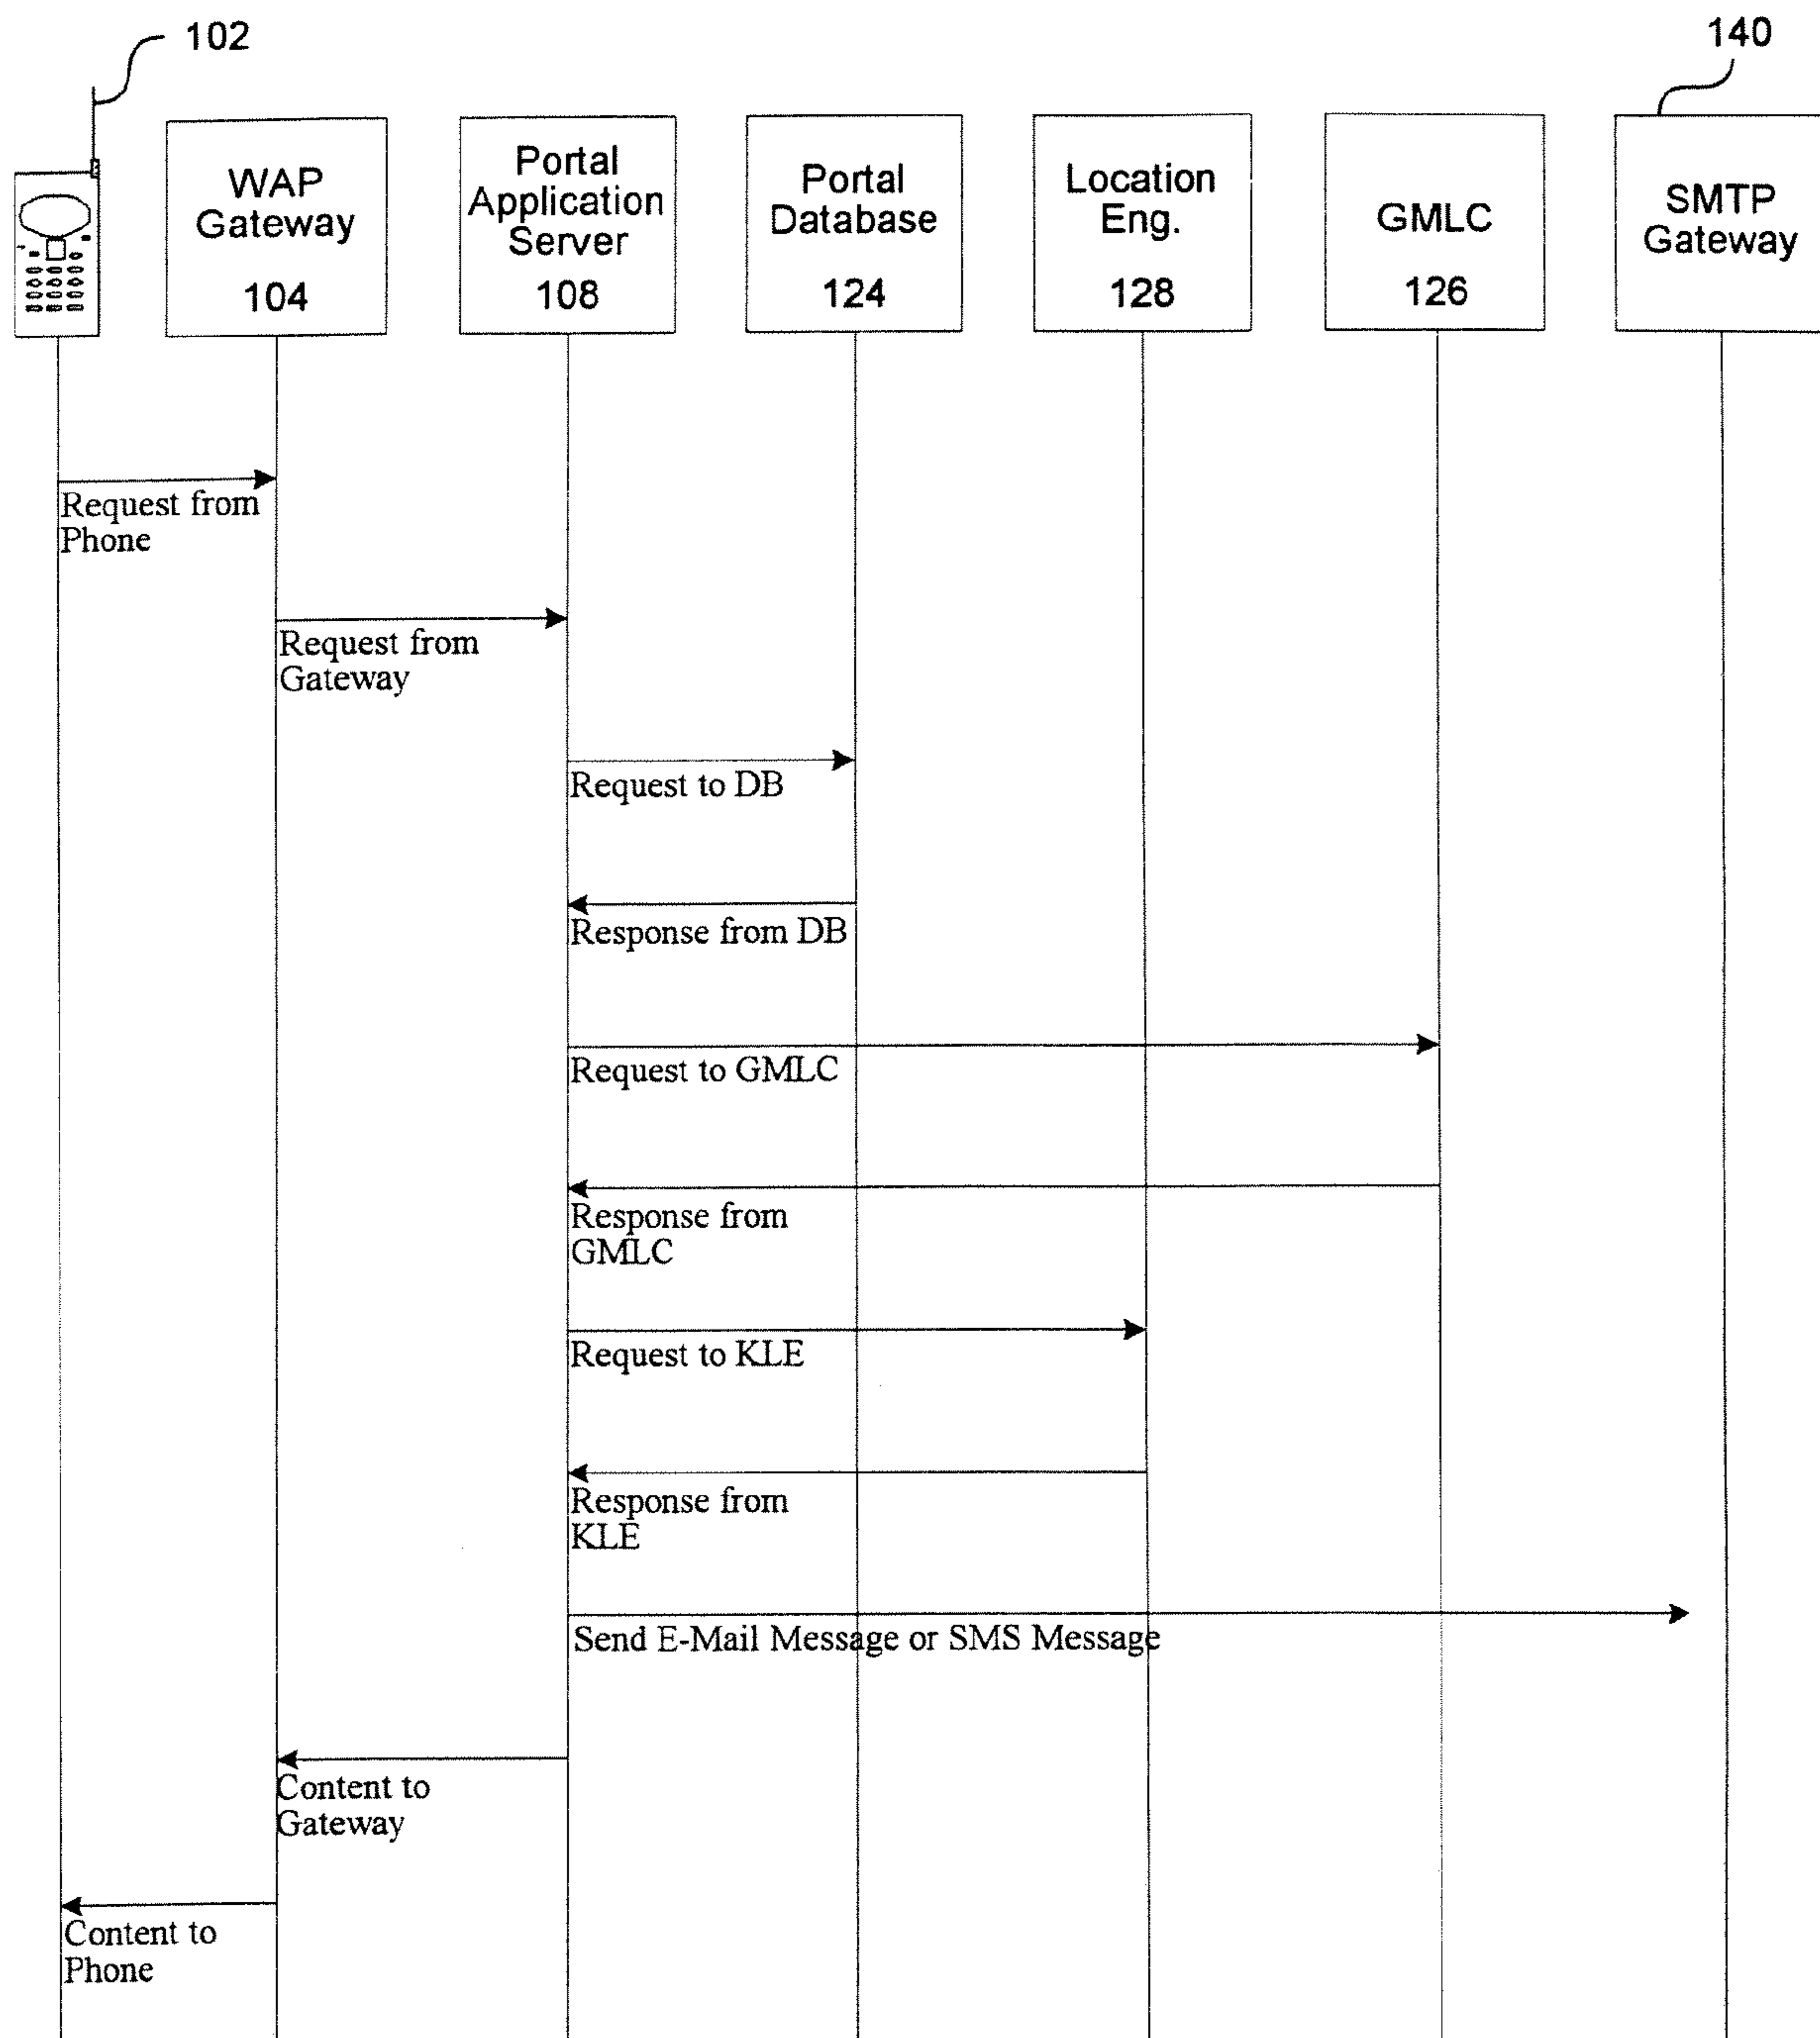 102
140
WAP
Gateway
104
Portal
Application
Server
108
Portal
Database
124
Location
Eng.
128
GMLC
126
SMTP
Gateway
Request from
Phone
Request from
Gateway
Request to DB
Response from DB
Request to GMLC
Response from
GMLC
Request to KLE
Response from
KLE
Send E-Mail Message or SMS Message
Content to
Gateway
Content to
Phone